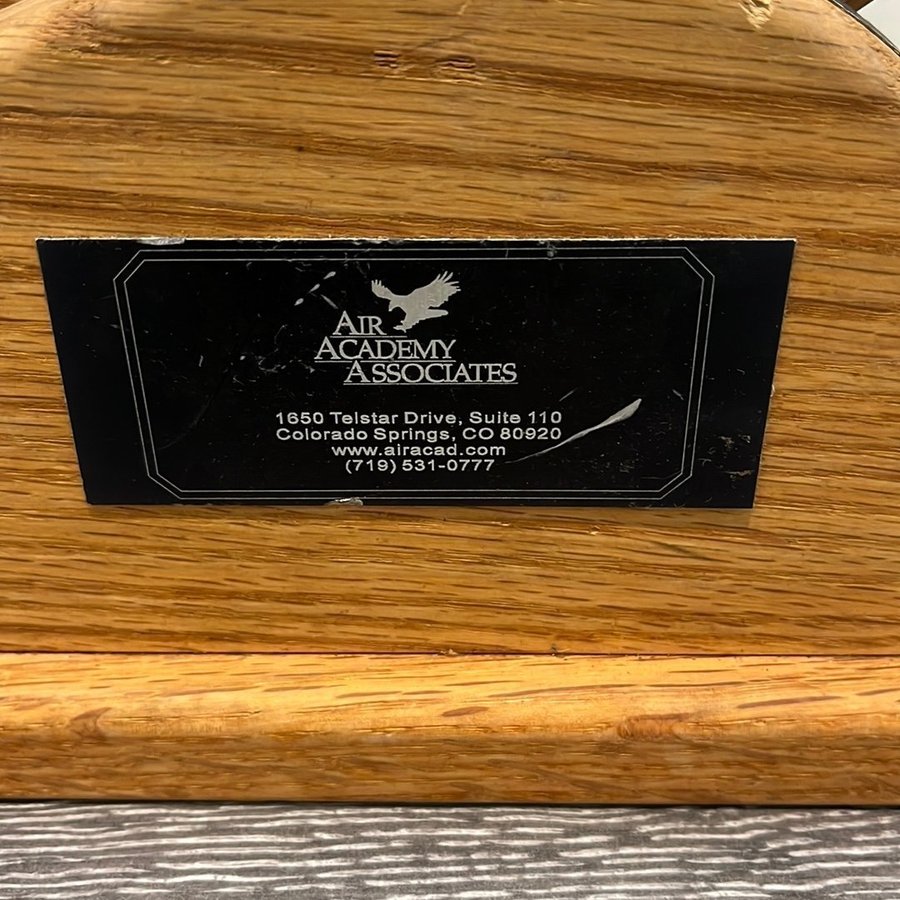 AIR
ACADEMY
ASSOCIATES
1650 Telstar Drive, Suite 110
Colorado Springs, CO 80920
www.airacad.com
(719) 531-0777